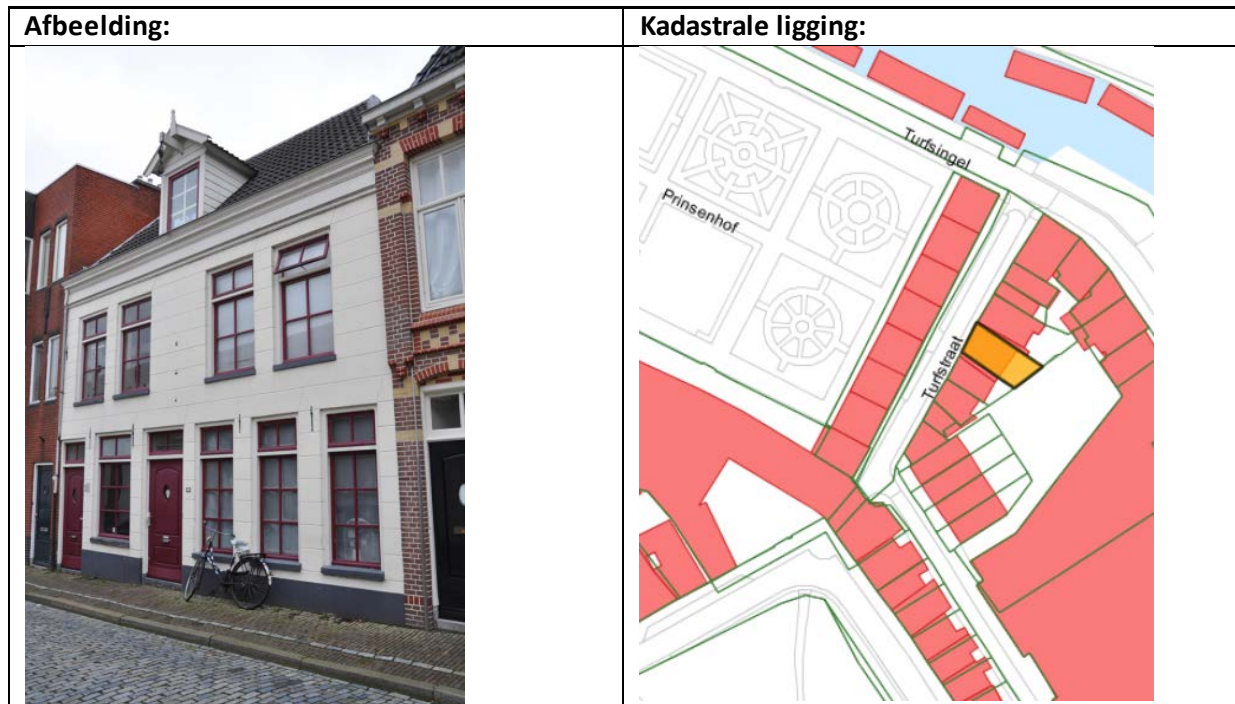 Afbeelding:
Kadastrale ligging:
Turfsingel
Prinsenhof
Turfstraat